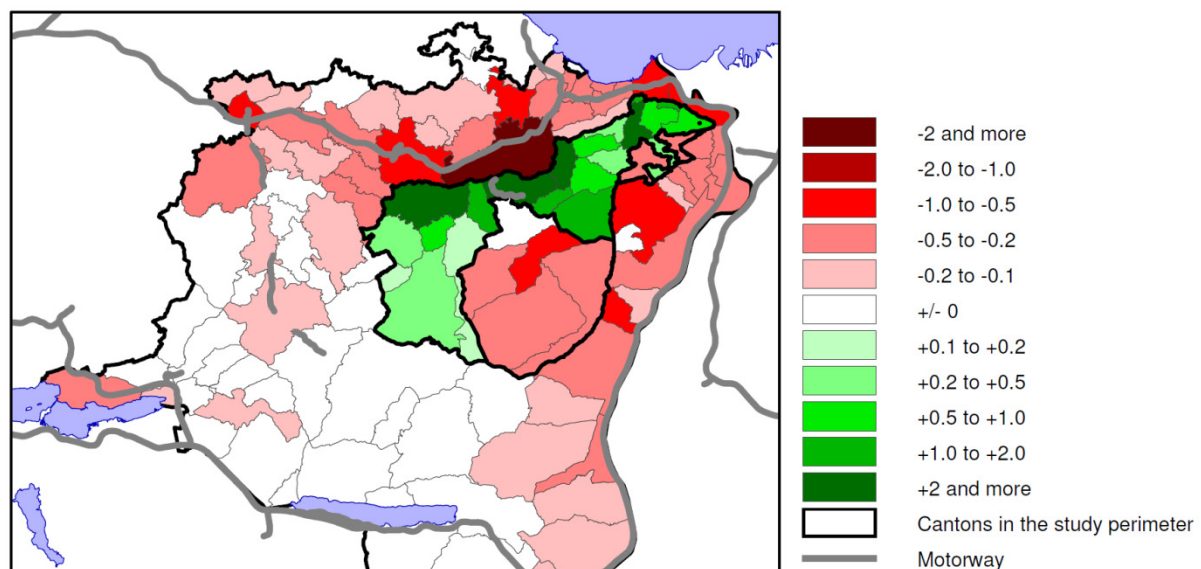 -2 and more
-2.0 to -1.0
-1.0 to -0.5
-0.5 to -0.2
-0.2 to -0.1
+/- 0
+0.1 to +0.2
+0.2 to +0.5
+0.5 to +1.0
+1.0 to +2.0
+2 and more
Cantons in the study perimeter
Motorway